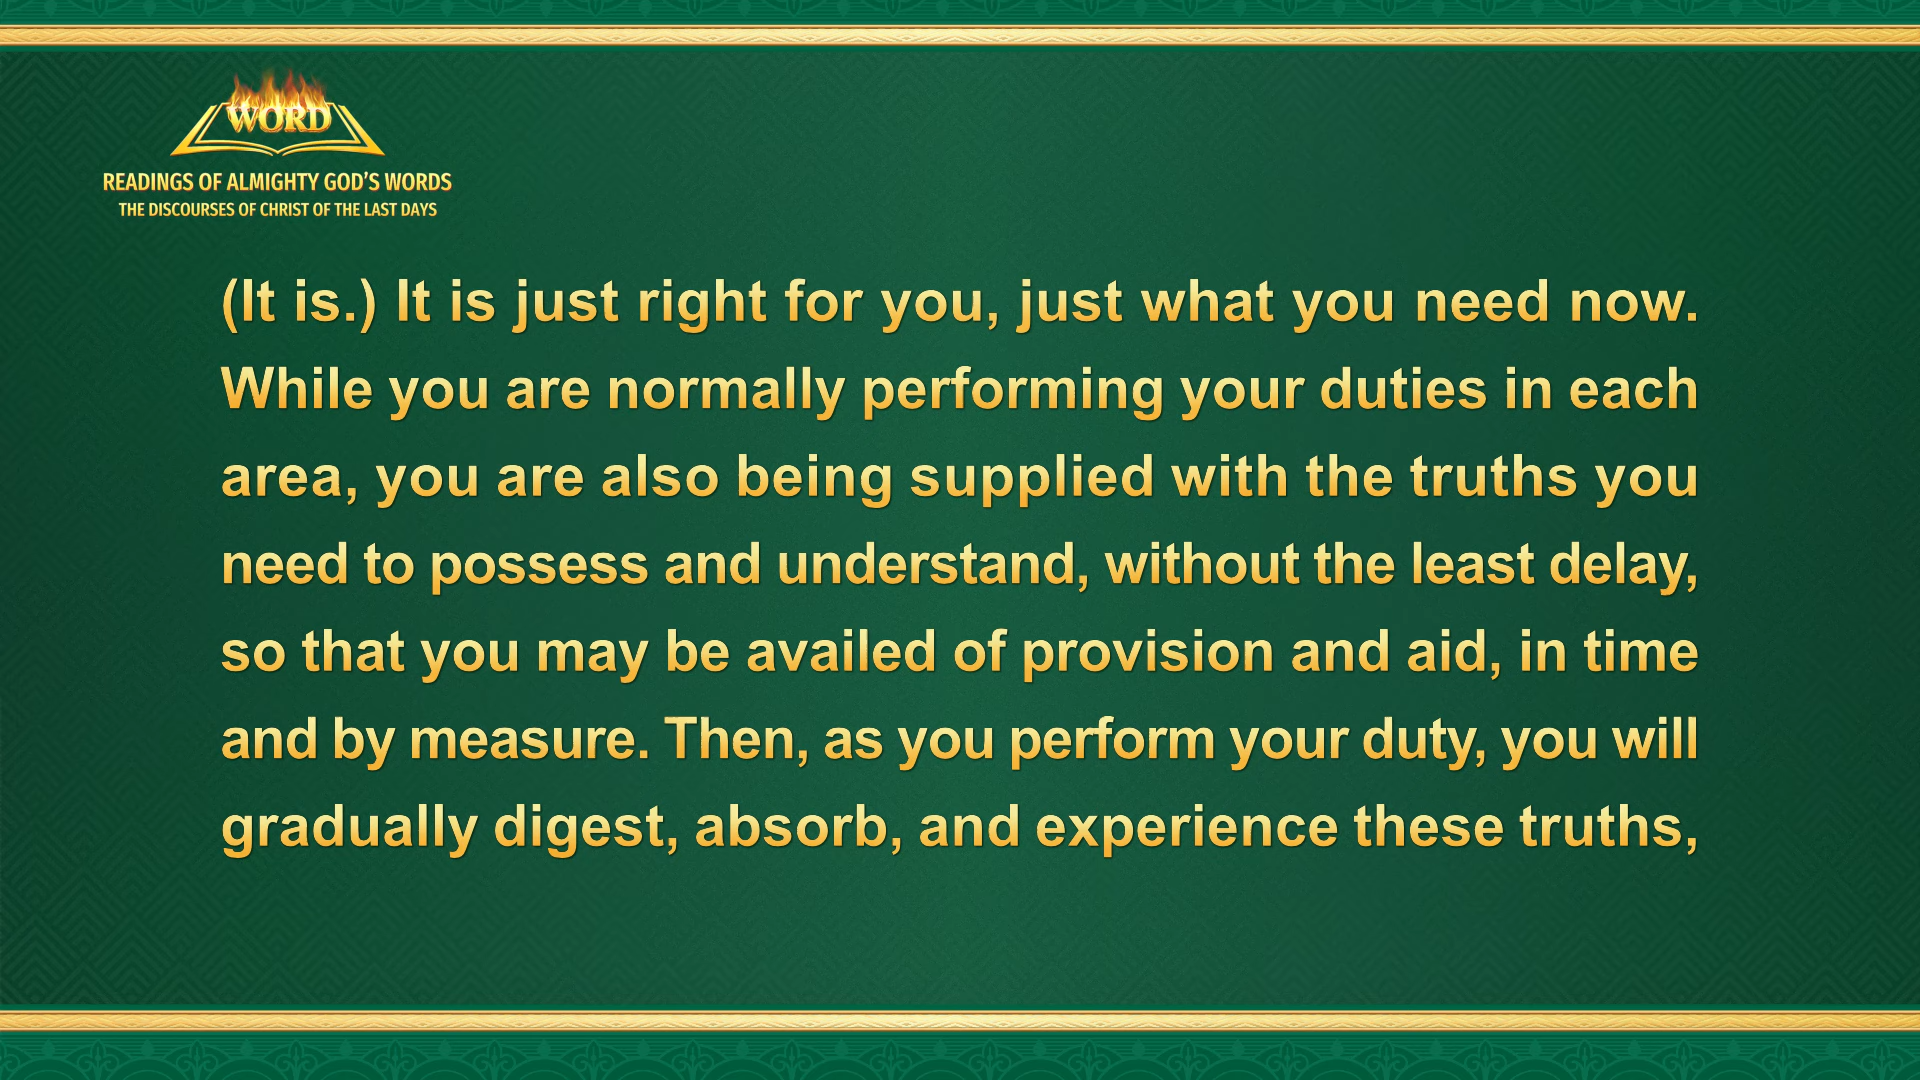 WORD
READINGS OF ALMIGHTY GOD'S WORDS
THE DISCOURSES OF CHRIST OF THE LAST DAYS
(It is.) It is just right for you, just what you need now.
While you are normally performing your duties in each
area, you are also being supplied with the truths you
need to possess and understand, without the least delay,
so that you may be availed of provision and aid, in time
and by measure. Then, as you perform your duty, you will
gradually digest, absorb, and experience these truths,